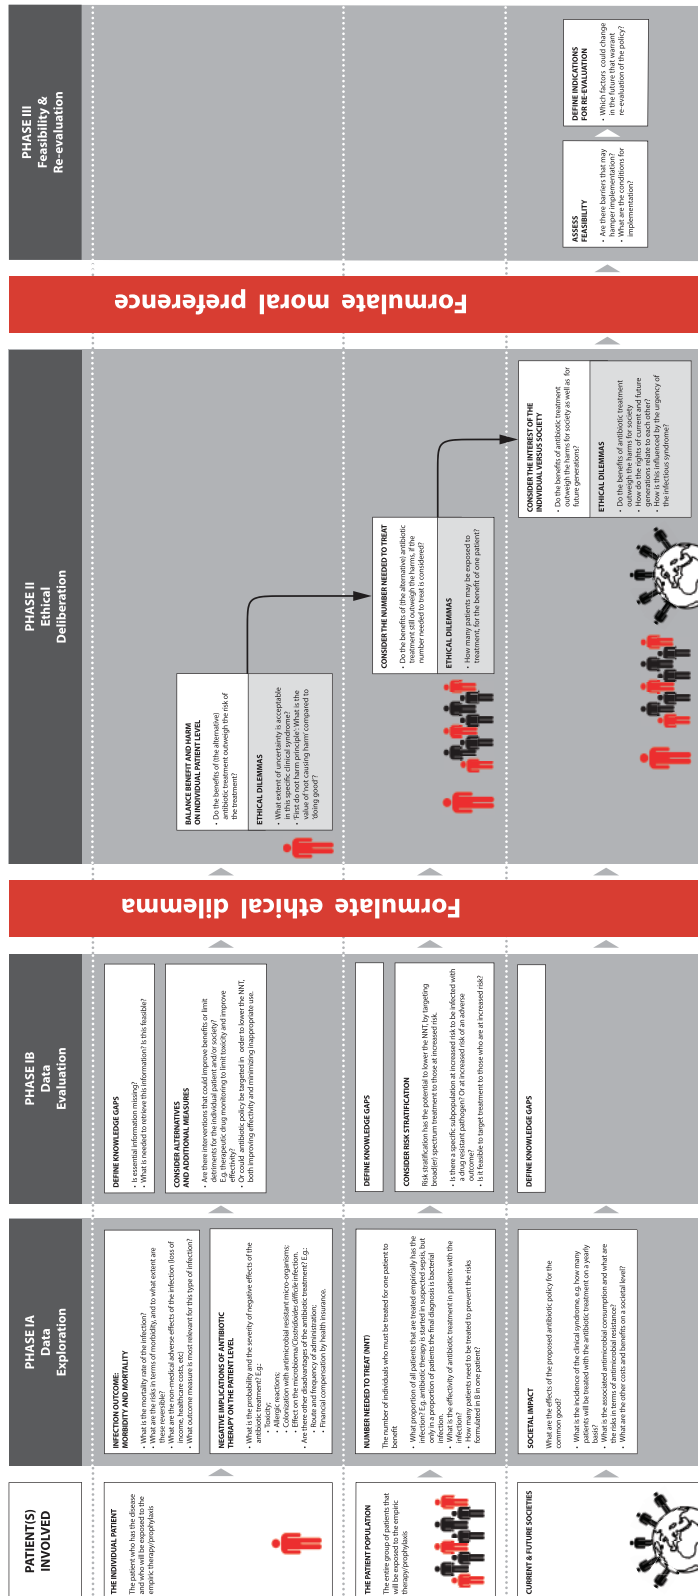 PATIENT(S)
INVOLVED
PHASE IA
Data
Exploration
PHASE IB
Data
Evaluation
PHASE II
Ethical
Deliberation
PHASE III
Feasibility &
Re-evaluation
THE INDIVIDUAL PATIENT
The patient who has the disease
and who will be exposed to the
empiric therapy/prophylaxis
INFECTION OUTCOME:
MORBIDITY AND MORTALITY
• What is the mortality rate of the infection?
• What are the risks in terms of morbidity, and to what extent are
these reversible?
• What are the non-medical adverse effects of the infection (loss of
income, healthcare costs, etc)
• What outcome measure is most relevant for this type of infection?
NEGATIVE IMPLICATIONS OF ANTIBIOTIC
THERAPY ON THE PATIENT LEVEL
• What is the probability and the severity of negative effects of the
antibiotic treatment? E.g.:
• Toxicity;
• Allergic reactions;
• Colonization with antimicrobial resistant micro-organisms;
• Effect on the microbioma/Clostridioides difficile infection.
• Are there other disadvantages of the antibiotic treatment? E.g.:
• Route and frequency of administration;
• Financial compensation by health insurance.
DEFINE KNOWLEDGE GAPS
• Is essential information missing?
• What is needed to retrieve this information? Is this feasible?
CONSIDER ALTERNATIVES
AND ADDITIONAL MEASURES
• Are there interventions that could improve benefits or limit
detriments for the individual patient and/or society?
E.g. therapeutic drug monitoring to limit toxicity and improve
effectivity?
• Or could antibiotic policy be targeted in order to lower the NNT,
both improving effectivity and minimizing inappropriate use.
Formulate ethical dilemma
BALANCE BENEFIT AND HARM
ON INDIVIDUAL PATIENT LEVEL
• Do the benefits of (the alternative)
antibiotic treatment outweigh the risk of
the treatment?
ETHICAL DILEMMAS
• What extent of uncertainty is acceptable
in this specific clinical syndrome?
• 'First do not harm principle' What is the
value of 'not causing harm' compared to
'doing good'?
Formulate moral preference
THE PATIENT POPULATION
The entire group of patients that
will be exposed to the empiric
therapy/prophylaxis
NUMBER NEEDED TO TREAT (NNT)
The number of individuals who must be treated for one patient to
benefit
• What proportion of all patients that are treated empirically has the
infection? E.g. antibiotic therapy is started in suspected sepsis, but
only in a proportion of patients the final diagnosis is bacterial
infection.
• What is the effectivity of antibiotic treatment in patients with the
infection?
• How many patients need to be treated to prevent the risks
formulated in B in one patient?
DEFINE KNOWLEDGE GAPS
CONSIDER RISK STRATIFICATION
Risk stratification has the potential to lower the NNT, by targeting
broad(er) spectrum treatment to those at increased risk.
• Is there a specific subpopulation at increased risk to be infected with
a drug resistant pathogen? Or at increased risk of an adverse
outcome?
• Is it feasible to target treatment to those who are at increased risk?
CONSIDER THE NUMBER NEEDED TO TREAT
• Do the benefits of (the alternative) antibiotic
treatment still outweigh the harms, if the
number needed to treat is considered?
ETHICAL DILEMMAS
• How many patients may be exposed to
treatment, for the benefit of one patient?
CURRENT & FUTURE SOCIETIES
SOCIETAL IMPACT
What are the effects of the proposed antibiotic policy for the
common good?
• What is the incidence of the clinical syndrome, e.g. how many
patients will be treated with the antibiotic treatment on a yearly
basis?
• What is the associated antimicrobial consumption and what are
the risks in terms of antimicrobial resistance?
• What are the other costs and benefits on a societal level?
DEFINE KNOWLEDGE GAPS
CONSIDER THE INTEREST OF THE
INDIVIDUAL VERSUS SOCIETY
• Do the benefits of antibiotic treatment
outweigh the harms for society as well as for
future generations?
ETHICAL DILEMMAS
• Do the benefits of antibiotic treatment
outweigh the harms for society
• How do the rights of current and future
generations relate to each other?
• How is this influenced by the urgency of
the infectious syndrome?
ASSESS
FEASIBILITY
• Are there barriers that may
hamper implementation?
• What are the conditions for
implementation?
DEFINE INDICATIONS
FOR RE-EVALUATION
• Which factors could change
in the future that warrant
re-evaluation of the policy?